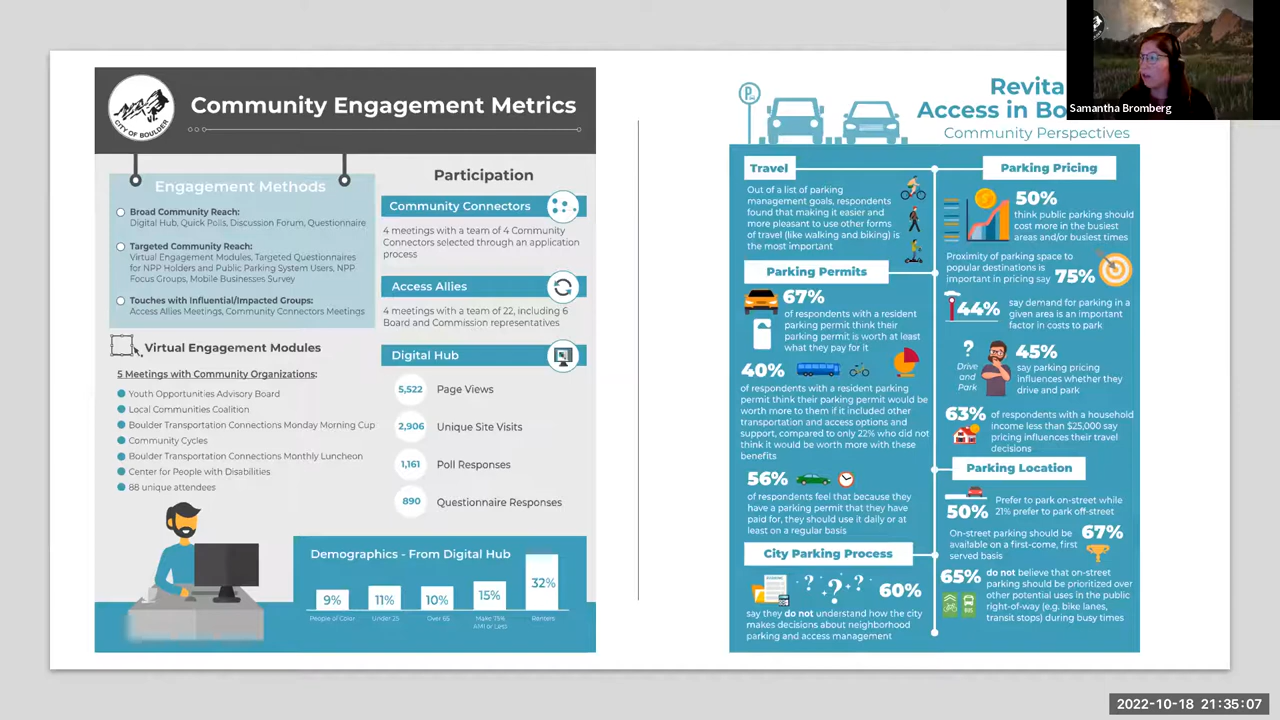 Community Engagement Metrics
CITY OF BOULDER
Engagement Methods
Broad Community Reach:
Digital Hub, Quick Polls, Discussion Forum, Questionnaire
Targeted Community Reach:
Virtual Engagement Modules, Targeted Questionnaires
for NPP Holders and Public Parking System Users, NPP
Focus Groups, Mobile Businesses Survey
Touches with Influential/Impacted Groups:
Access Allies Meetings, Community Connectors Meetings
Virtual Engagement Modules
5 Meetings with Community Organizations:
Youth Opportunities Advisory Board
Local Communities Coalition
Boulder Transportation Connections Monday Morning Cup
Community Cycles
Boulder Transportation Connections Monthly Luncheon
Center for People with Disabilities
88 unique attendees
Participation
Community Connectors
4 meetings with a team of 4 Community
Connectors selected through an application
process
Access Allies
4 meetings with a team of 22, including 6
Board and Commission representatives
Digital Hub
5,522 Page Views
2,906 Unique Site Visits
1,161 Poll Responses
890 Questionnaire Responses
Demographics - From Digital Hub
9% 11% 10% 15% 32%
People of Color Under 25 Over 65 Make 75% AMI or Less Renters
P
Revita
Access in Bo
Community Perspectives
Travel
Out of a list of parking
management goals, respondents
found that making it easier and
more pleasant to use other forms
of travel (like walking and biking) is
the most important
Parking Permits
67%
of respondents with a resident
parking permit think their
parking permit is worth at least
what they pay for it
40%
of respondents with a resident parking
permit think their parking permit would be
worth more to them if it included other
transportation and access options and
support, compared to only 22% who did not
think it would be worth more with these
benefits
56%
of respondents feel that because they
have a parking permit that they have
paid for, they should use it daily or at
least on a regular basis
City Parking Process
? ? ? 60%
say they do not understand how the city
makes decisions about neighborhood
parking and access management
Parking Pricing
50%
think public parking should
cost more in the busiest
areas and/or busiest times
Proximity of parking space to
popular destinations is
important in pricing say 75%
44% say demand for parking in a
given area is an important
factor in costs to park
?
Drive
and
Park
45%
say parking pricing
influences whether they
drive and park
63% of respondents with a household
income less than $25,000 say
pricing influences their travel
decisions
Parking Location
50% Prefer to park on-street while
21% prefer to park off-street
On-street parking should be
available on a first-come, first
served basis 67%
65% do not believe that on-street
parking should be prioritized over
other potential uses in the public
right-of-way (e.g. bike lanes,
transit stops) during busy times
Samantha Bromberg
2022-10-18 21:35:07